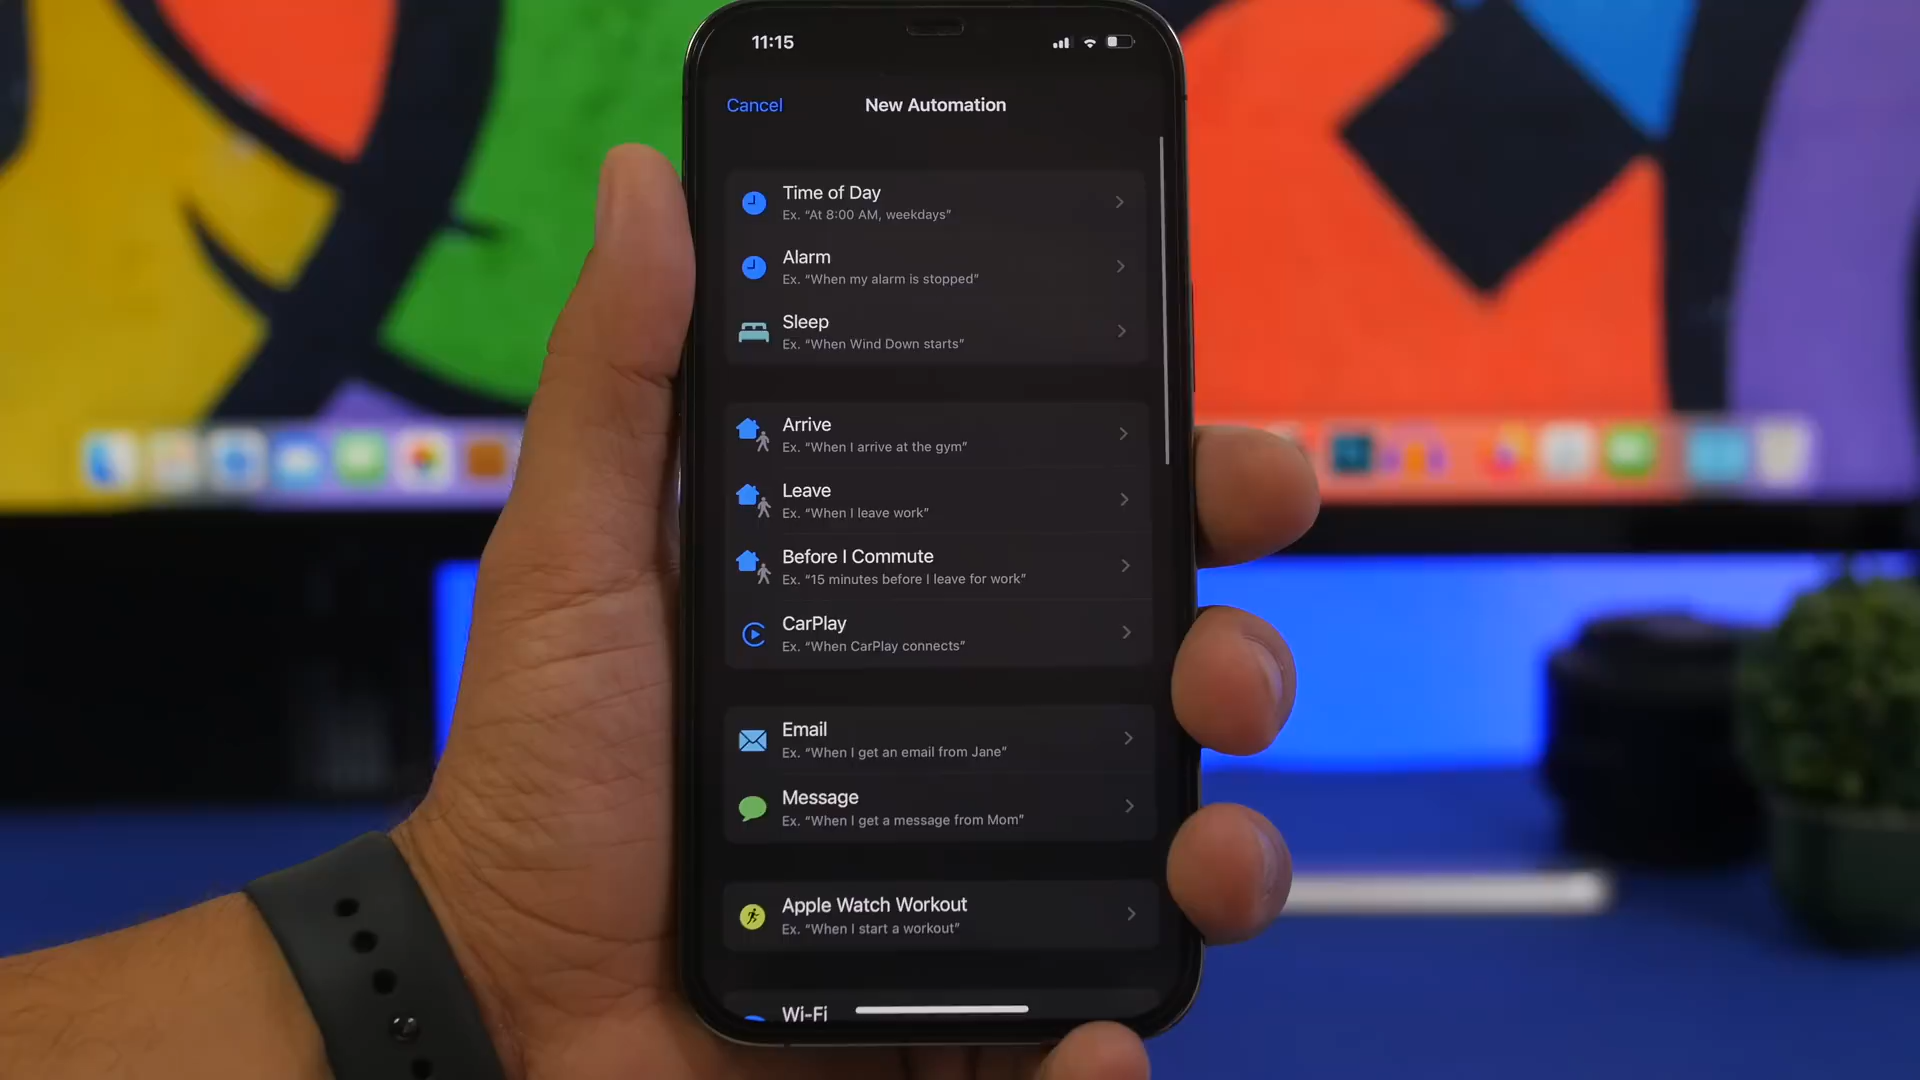 11:15
Cancel
New Automation
Time of Day
Ex. “At 8:00 AM, weekdays”
Alarm
Ex. “When my alarm is stopped”
Sleep
Ex. “When Wind Down starts”
Arrive
Ex. “When I arrive at the gym”
Leave
Ex. “When I leave work”
Before I Commute
Ex. “15 minutes before I leave for work”
CarPlay
Ex. “When CarPlay connects”
Email
Ex. “When I get an email from Jane”
Message
Ex. “When I get a message from Mom”
Apple Watch Workout
Ex. “When I start a workout”
Wi-Fi